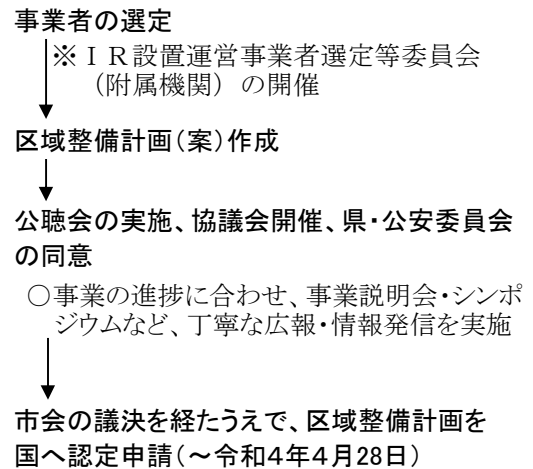 事業者の選定
※ＩＲ設置運営事業者選定等委員会
（附属機関）の開催
区域整備計画（案）作成
公聴会の実施、協議会開催、県・公安委員会
の同意
○事業の進捗に合わせ、事業説明会・シンポ
ジウムなど、丁寧な広報・情報発信を実施
市会の議決を経たうえで、区域整備計画を
国へ認定申請（～令和４年４月28日）